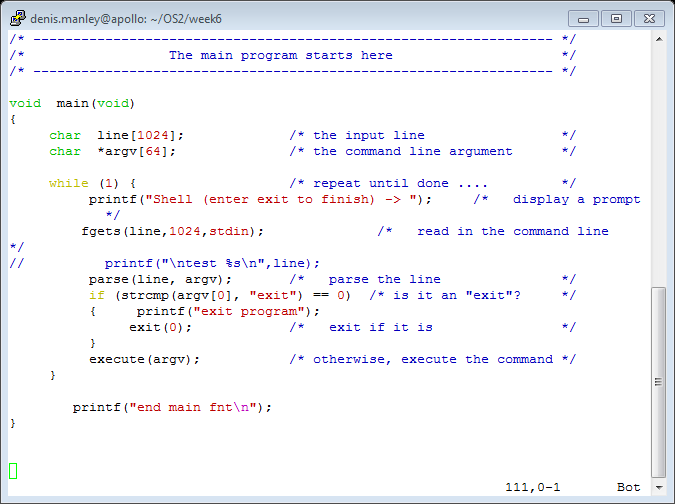 denis.manley@apollo: ~/OS2/week6
/* ----------------------------------------------------------------- */
/*                  The main program starts here                     */
/* ----------------------------------------------------------------- */
void  main(void)
{
     char  line[1024];             /* the input line                 */
     char  *argv[64];              /* the command line argument      */
     while (1) {                   /* repeat until done ....         */
          printf("Shell (enter exit to finish) -> ");     /*   display a prompt
            */
         fgets(line,1024,stdin);              /*   read in the command line
*/
//          printf("\ntest %s\n",line);
          parse(line, argv);       /*   parse the line               */
          if (strcmp(argv[0], "exit") == 0)  /* is it an "exit"?     */
          {     printf("exit program");
               exit(0);            /*   exit if it is                */
          }
          execute(argv);           /* otherwise, execute the command */
     }
        printf("end main fnt\n");
}
111,0-1       Bot